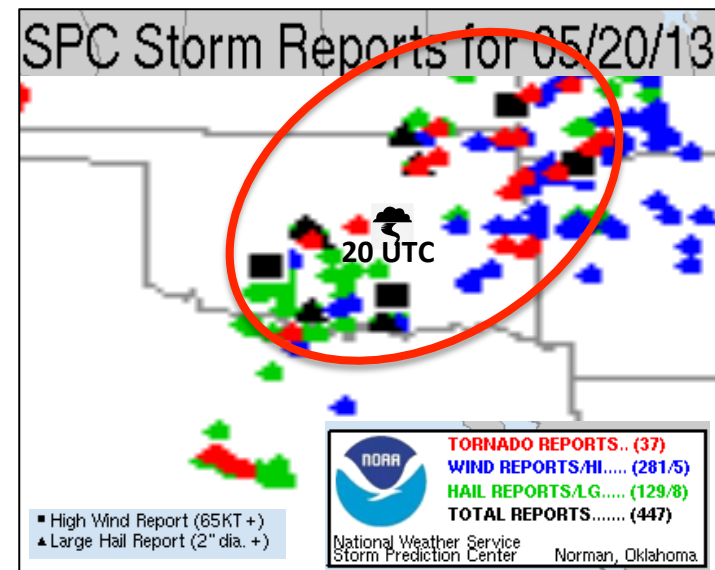 SPC Storm Reports for 05/20/13
20 UTC
■ High Wind Report (65KT +)
▲ Large Hail Report (2" dia. +)
NOAA
TORNADO REPORTS.. (37)
WIND REPORTS/HI..... (281/5)
HAIL REPORTS/LG..... (129/8)
TOTAL REPORTS....... (447)
National Weather Service
Storm Prediction Center Norman, Oklahoma